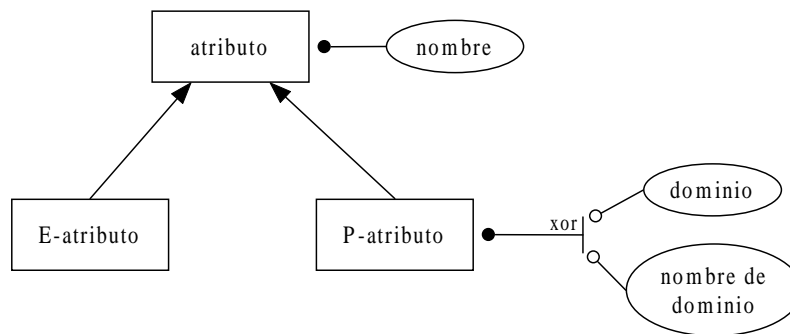 atributo
nombre
E-atributo
P-atributo
xor
dominio
nombre de
dominio